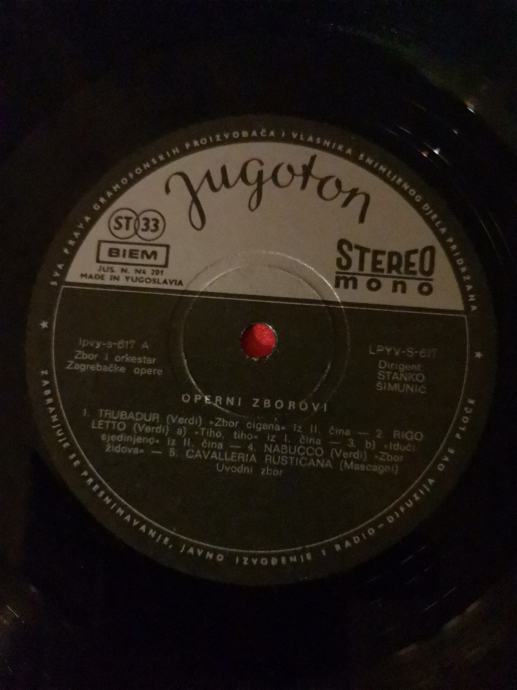 SVA PRAVA GRAMOFONSKIH PROIZVOĐAČA I VLASNIKA SNIMLJENOG DJELA PRIDRŽANA
Jugoton
ST 33
BIEM
JUS. N. N4 201
MADE IN YUGOSLAVIA
STEREO
mono
lpvy-s-617 A
Zbor i orkestar
Zagrebačke opere
LPYV-S-617
Dirigent
STANKO
ŠIMUNIĆ
OPERNI ZBOROVI
1. TRUBADUR (Verdi) »Zbor cigana« iz II. čina — 2. RIGO
LETTO (Verdi) a) »Tiho, tiho« iz I. čina — 3. b) »Idući
sjedinjeno« iz II. čina — 4. NABUCCO (Verdi) »Zbor
židova« — 5. CAVALLERIA RUSTICANA (Mascagni)
Uvodni zbor
ZABRANJUJE SE PRESNIMAVANJE, JAVNO IZVOĐENJE I RADIO-DIFUZIJA OVE PLOČE